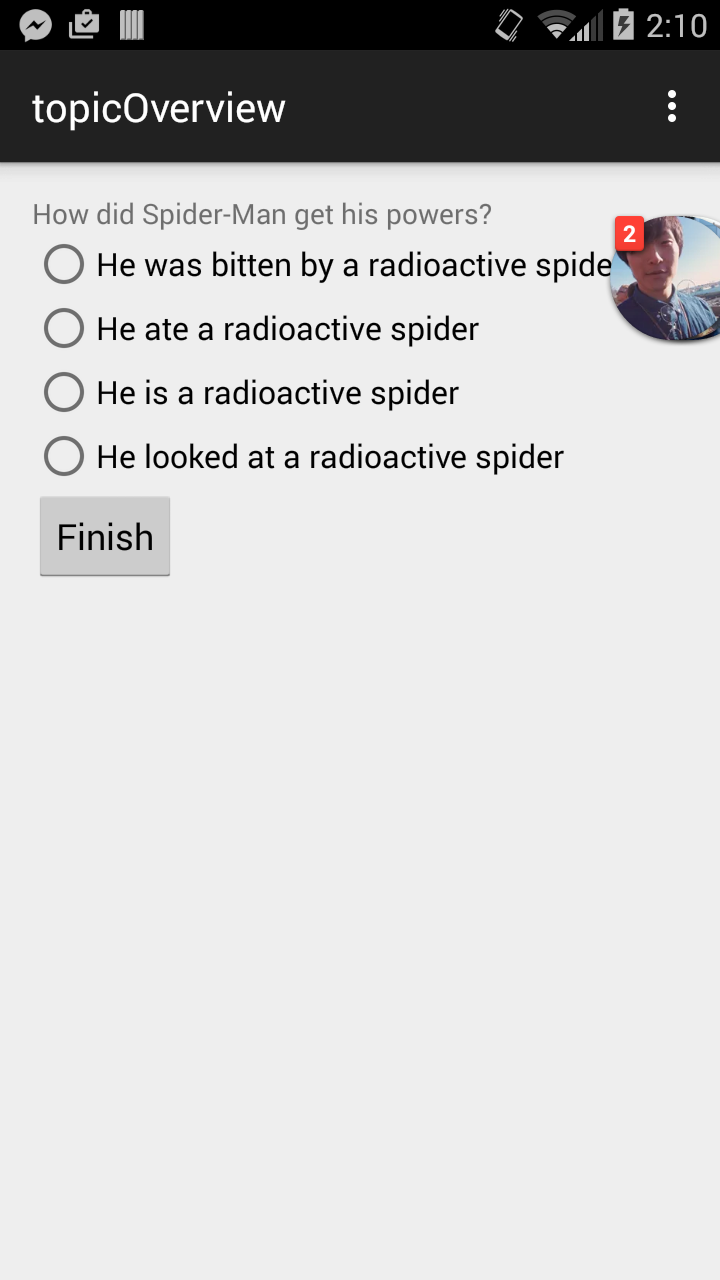 2:10
topicOverview
How did Spider-Man get his powers?
2
He was bitten by a radioactive spide
He ate a radioactive spider
He is a radioactive spider
He looked at a radioactive spider
Finish